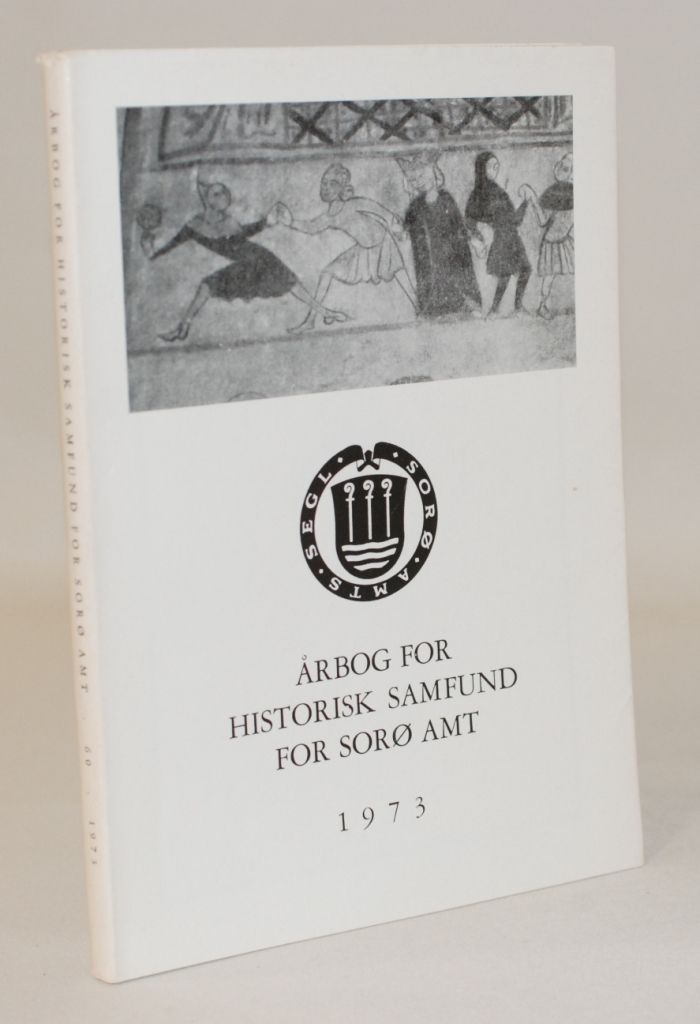 ÅRBOG FOR HISTORISK SAMFUND FOR SORØ AMT · 60 · 1973
SORØ · AMTS · SEGL ·
ÅRBOG FOR
HISTORISK SAMFUND
FOR SORØ AMT
1973